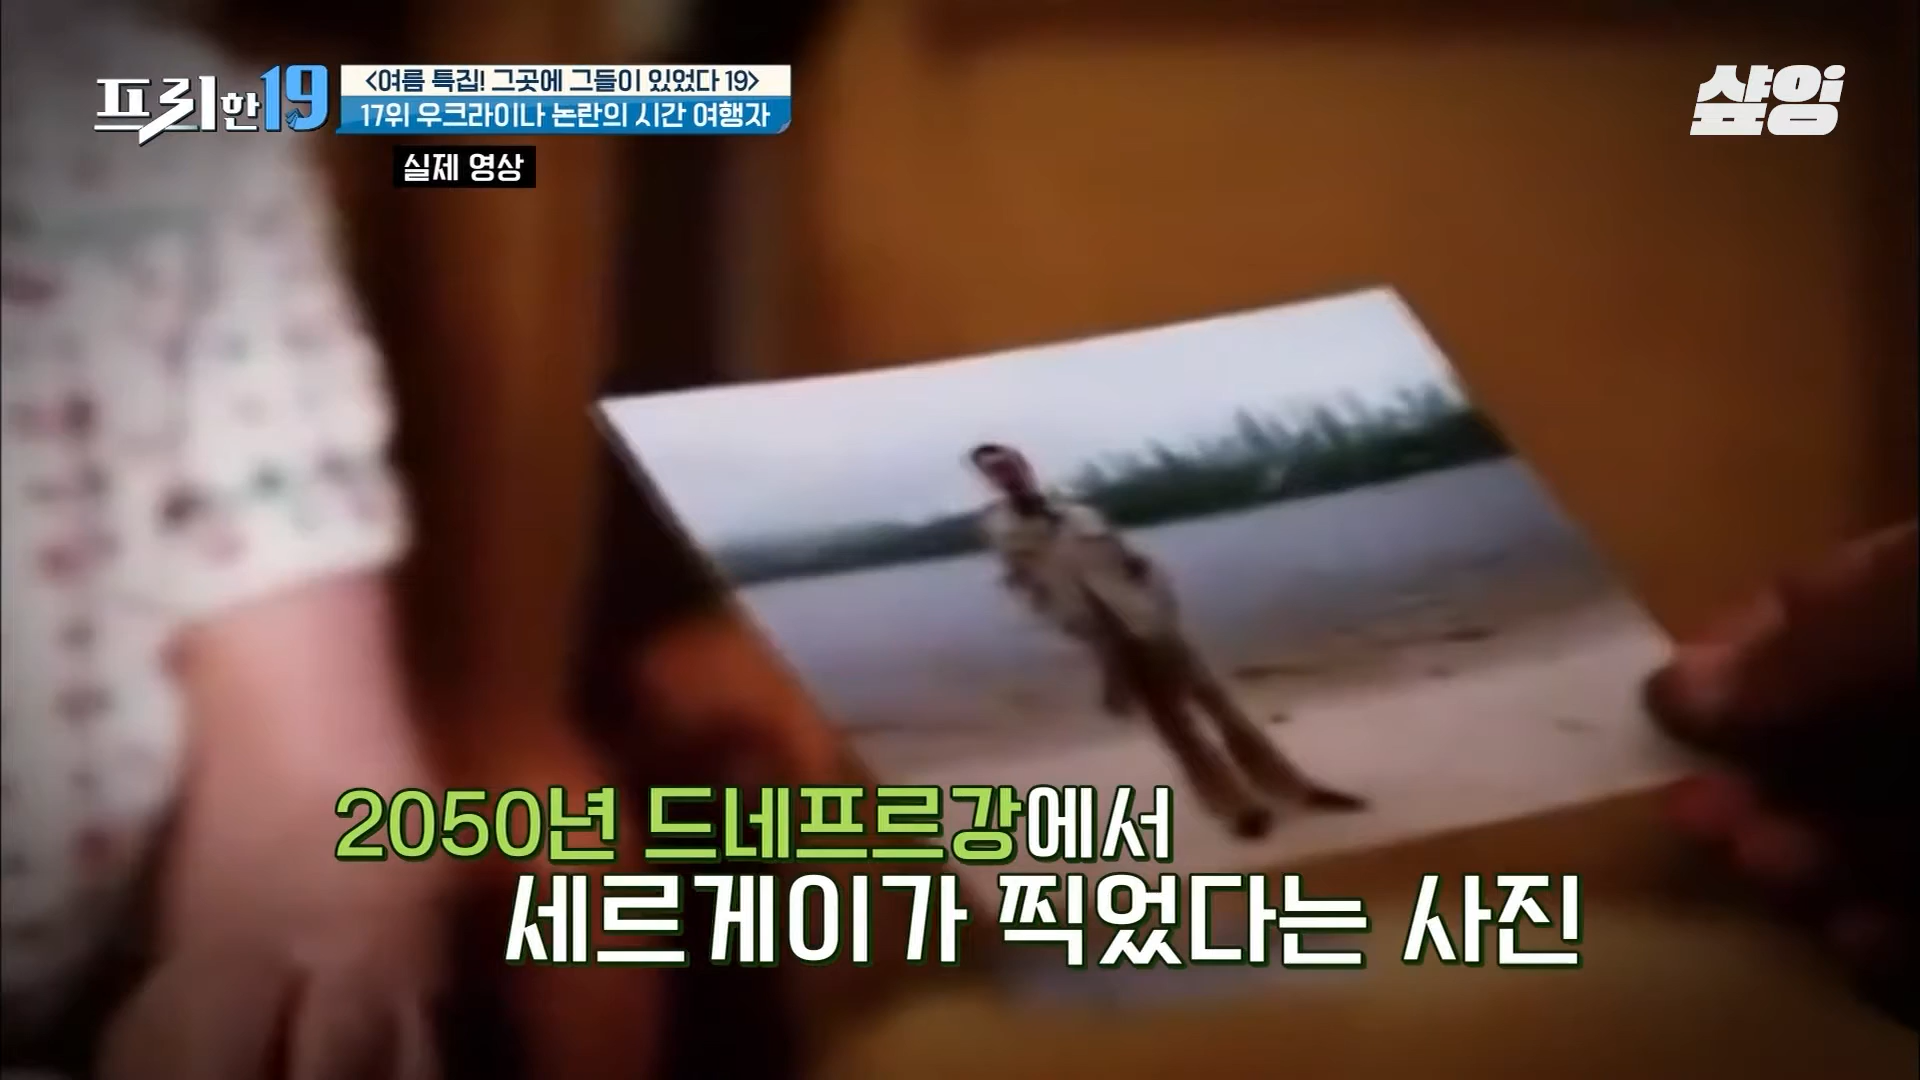 프리한19
<여름 특집! 그곳에 그들이 있었다 19>
17위 우크라이나 논란의 시간 여행자
샾잉
실제 영상
2050년 드네프르강에서
세르게이가 찍었다는 사진